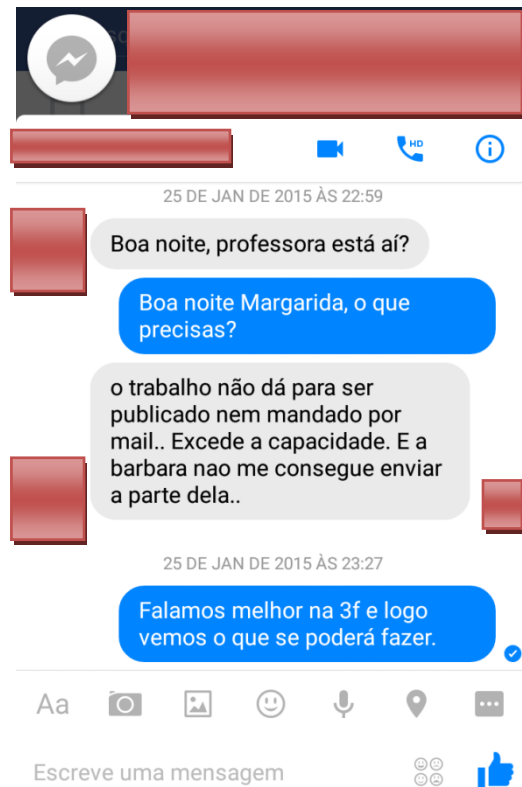 HD
25 DE JAN DE 2015 ÀS 22:59
Boa noite, professora está aí?
Boa noite Margarida, o que
precisas?
o trabalho não dá para ser
publicado nem mandado por
mail.. Excede a capacidade. E a
barbara nao me consegue enviar
a parte dela..
25 DE JAN DE 2015 ÀS 23:27
Falamos melhor na 3f e logo
vemos o que se poderá fazer.
Aa
Escreve uma mensagem